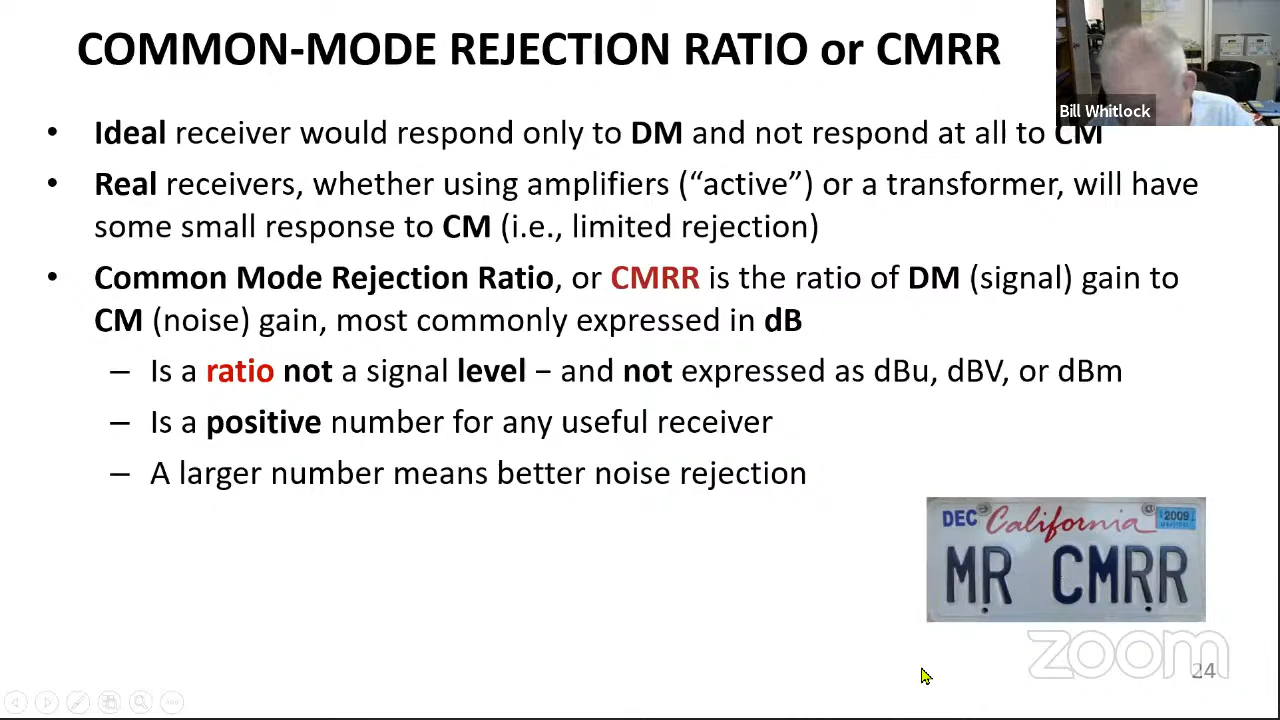 COMMON-MODE REJECTION RATIO or CMRR
Bill Whitlock
• Ideal receiver would respond only to DM and not respond at all to CM
• Real receivers, whether using amplifiers (“active”) or a transformer, will have
some small response to CM (i.e., limited rejection)
• Common Mode Rejection Ratio, or CMRR is the ratio of DM (signal) gain to
CM (noise) gain, most commonly expressed in dB
– Is a ratio not a signal level – and not expressed as dBu, dBV, or dBm
– Is a positive number for any useful receiver
– A larger number means better noise rejection
DEC California 2009
MR CMRR
zoom
24